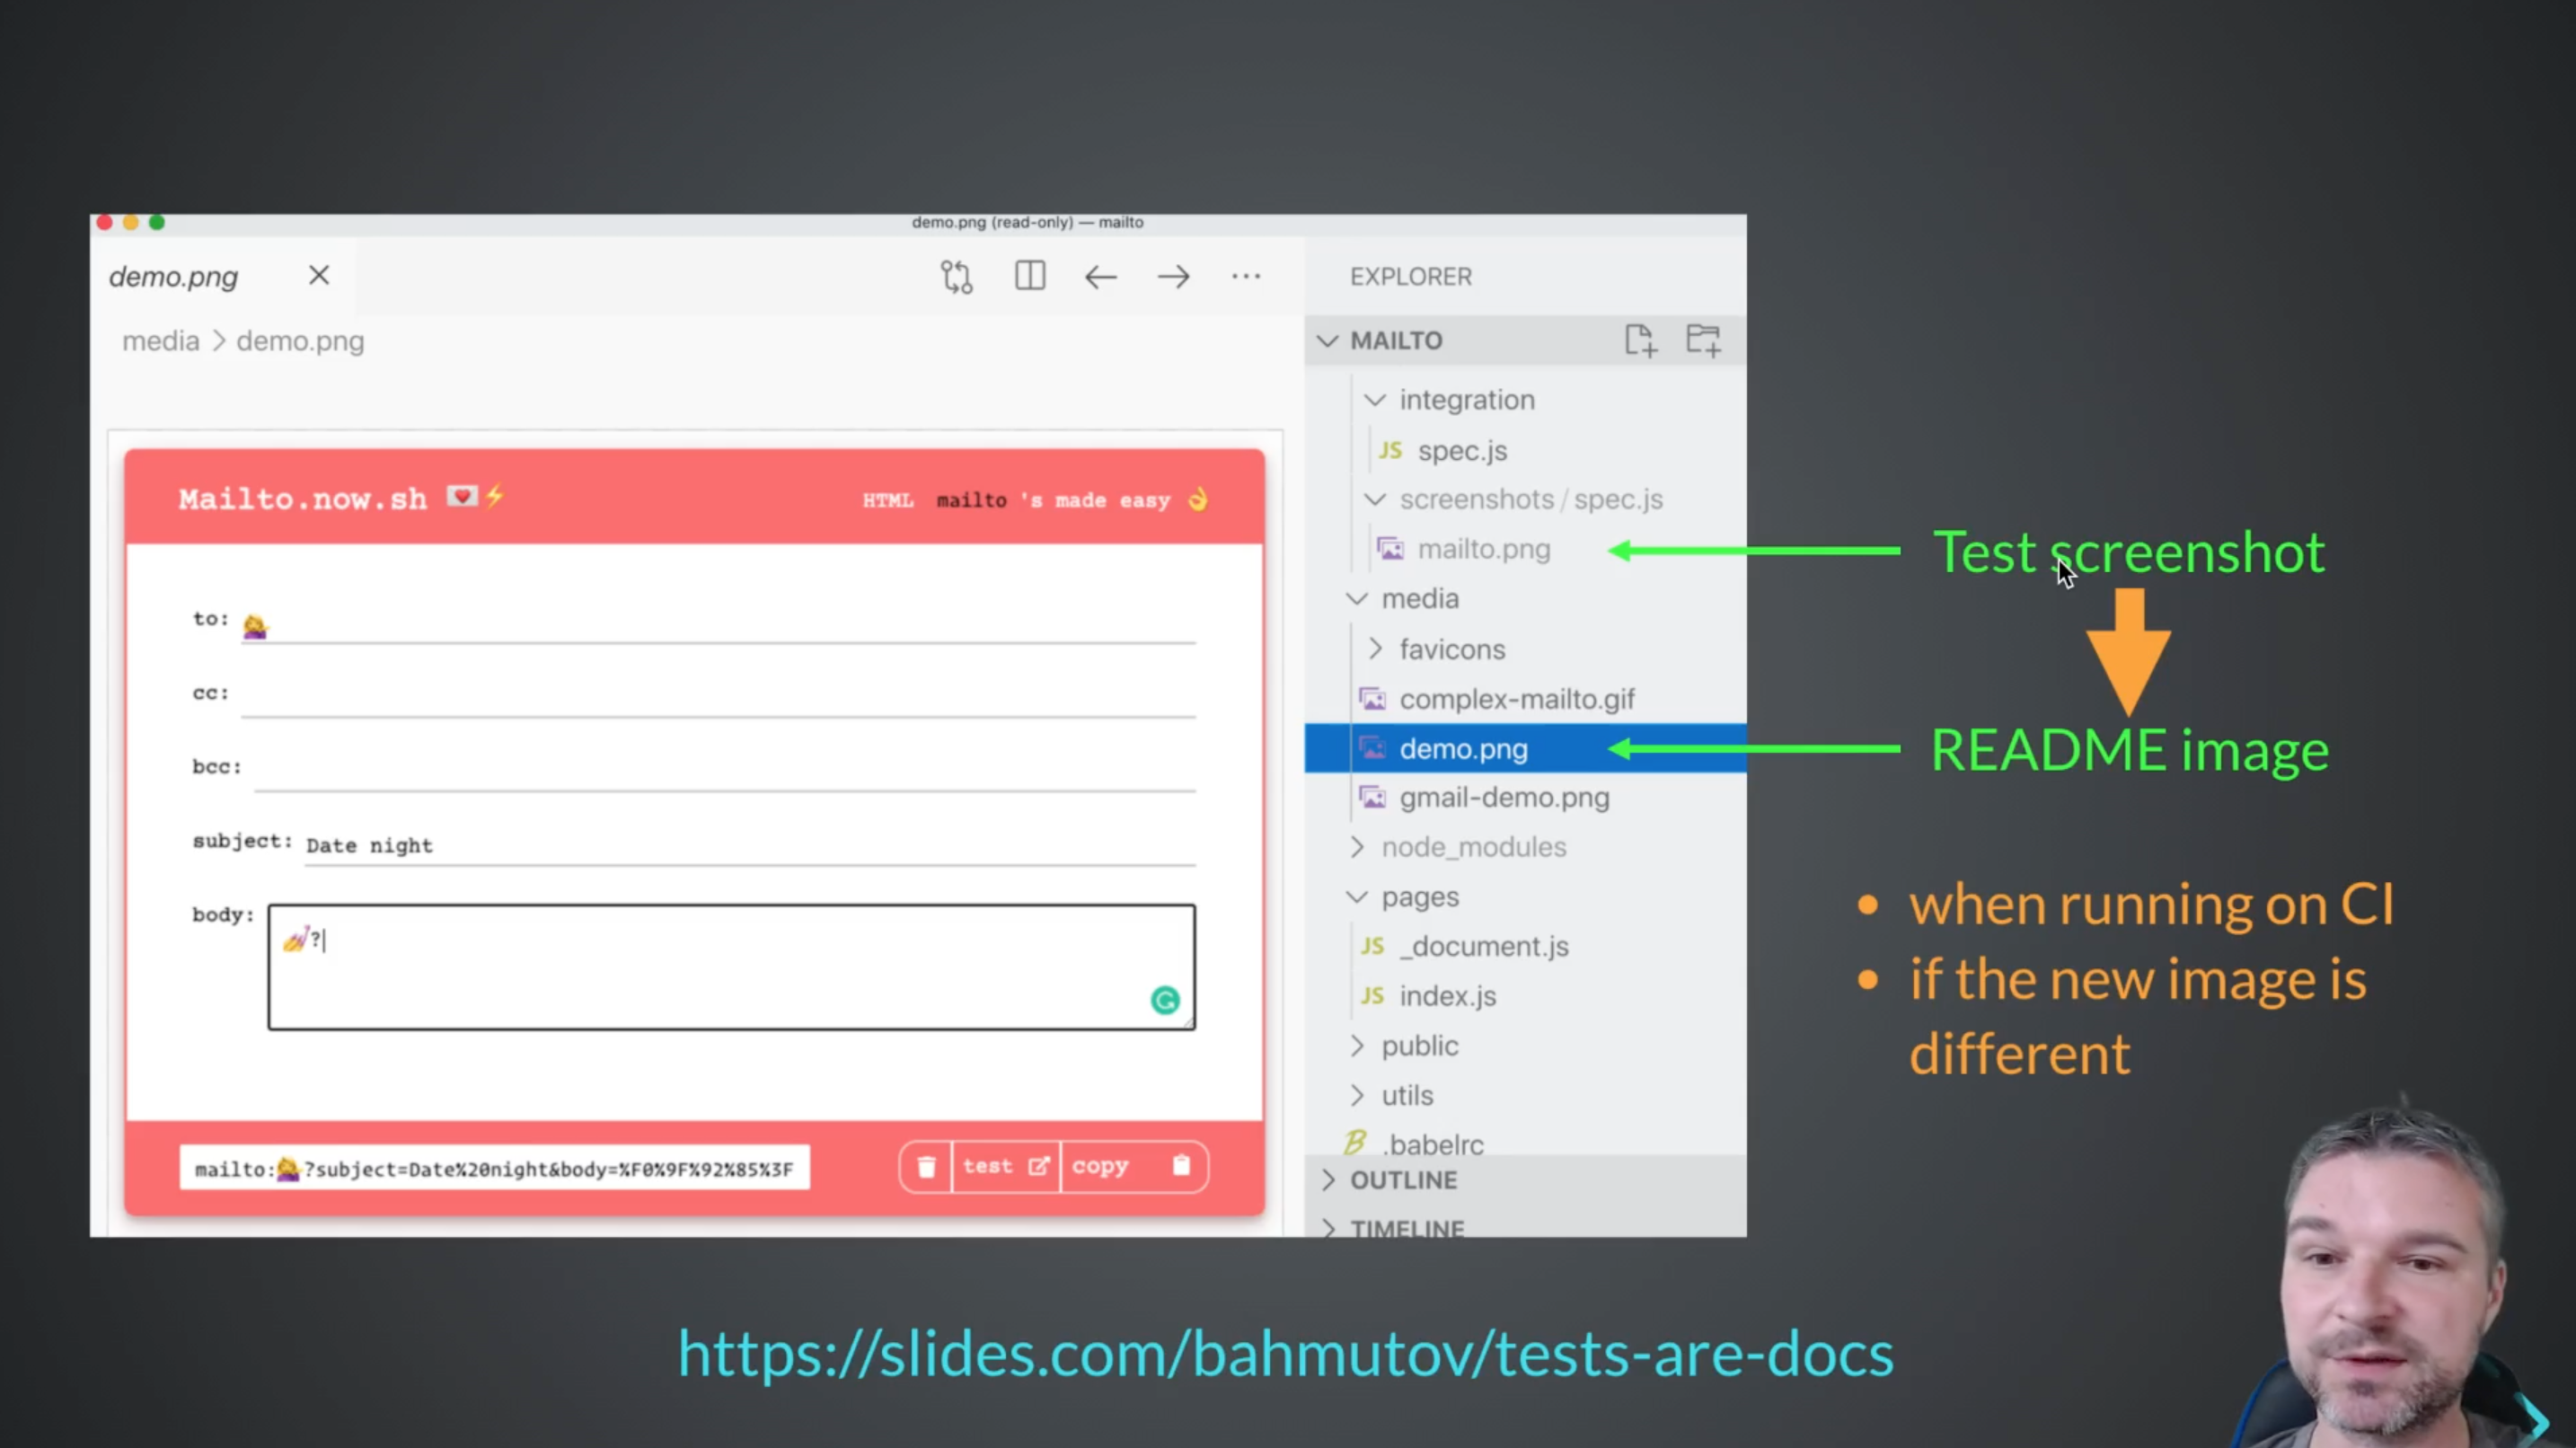 demo.png (read-only) — mailto
demo.png
media > demo.png
Mailto.now.sh 💌⚡
HTML mailto 's made easy 👌
to: 💁‍♀️
cc:
bcc:
subject: Date night
body: 💅?
mailto:💁‍♀️?subject=Date%20night&body=%F0%9F%92%85%3F
test
copy
EXPLORER
MAILTO
integration
JS spec.js
screenshots / spec.js
mailto.png
media
favicons
complex-mailto.gif
demo.png
gmail-demo.png
node_modules
pages
JS _document.js
JS index.js
public
utils
B .babelrc
OUTLINE
TIMELINE
Test screenshot
README image
• when running on CI
• if the new image is
different
https://slides.com/bahmutov/tests-are-docs